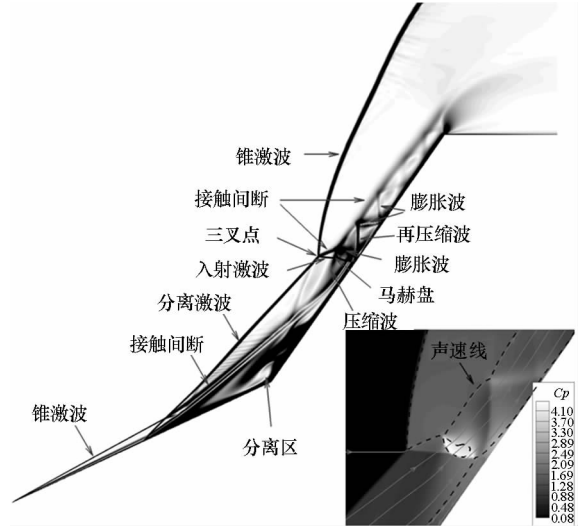 锥激波
接触间断
膨胀波
三叉点
再压缩波
入射激波
膨胀波
分离激波
马赫盘
压缩波
接触间断
声速线
锥激波
分离区
Cp
4.10
3.70
3.30
2.89
2.49
2.09
1.69
1.28
0.88
0.48
0.08